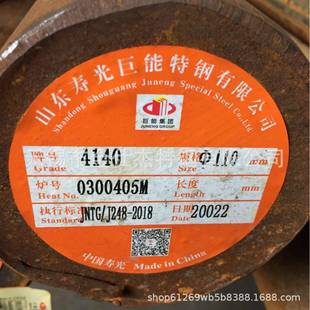 山东寿光巨能特钢有限公司
Shandong Shouguang Juneng Special Steel Co., Ltd.
巨能集团
JUNENG GROUP
牌号 4140 规格 Φ110 mm
Grade Size
炉号 0300405M 长度
Heat No. Length mm
执行标准 JNTG/J248-2018 日期 20022
Standard Date
中国寿光 Made in China
shop61269wb5b8388.1688.com